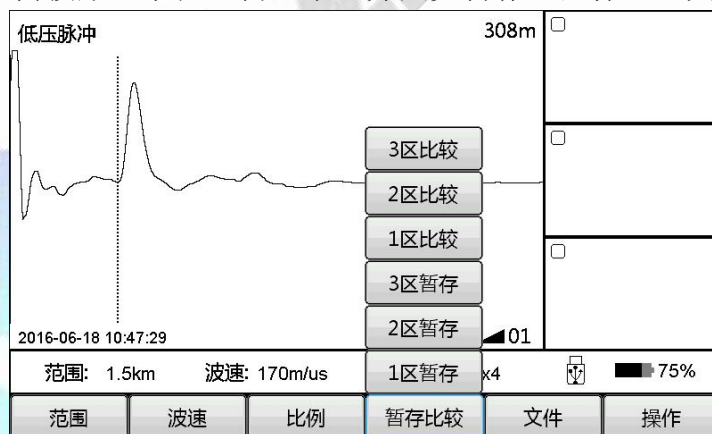 低压脉冲 308m
3区比较
2区比较
1区比较
3区暂存
2区暂存
2016-06-18 10:47:29 01
范围: 1.5km 波速: 170m/us 1区暂存 x4 75%
范围 波速 比例 暂存比较 文件 操作